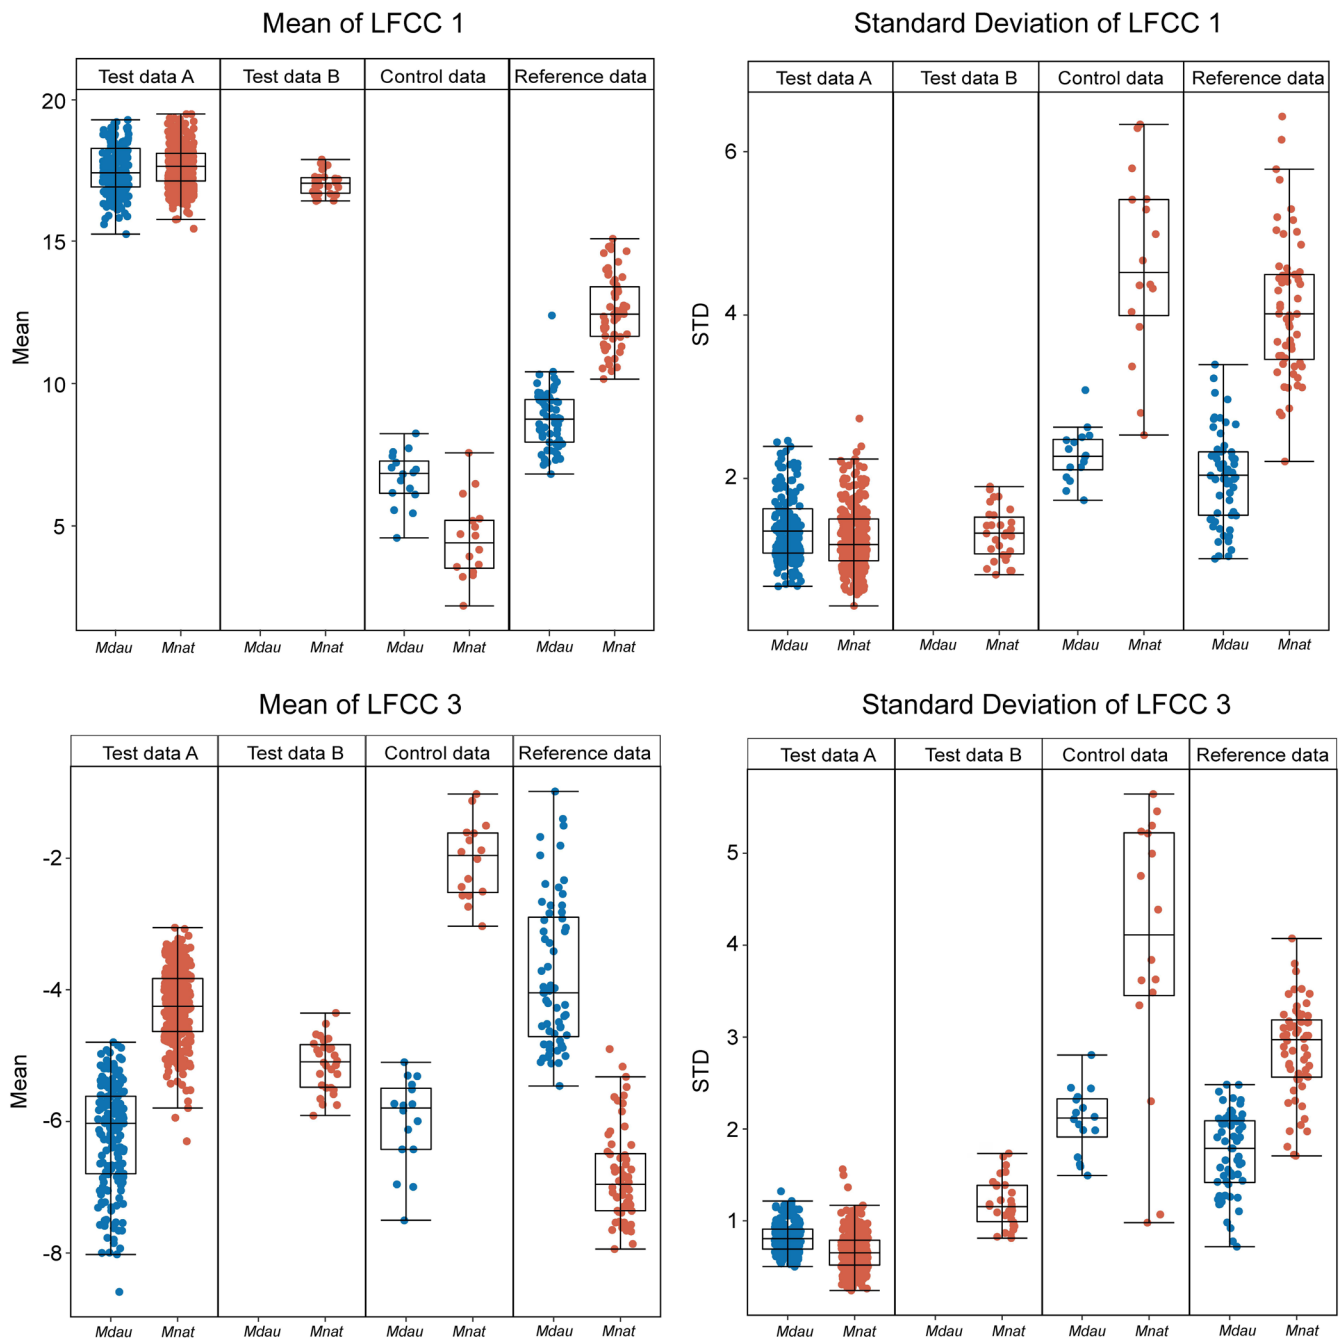 Mean of LFCC 1
Test data A Test data B Control data Reference data
20
15
10
5
Mean
Mdau Mnat Mdau Mnat Mdau Mnat Mdau Mnat
Standard Deviation of LFCC 1
Test data A Test data B Control data Reference data
6
4
2
STD
Mdau Mnat Mdau Mnat Mdau Mnat Mdau Mnat
Mean of LFCC 3
Test data A Test data B Control data Reference data
-2
-4
-6
-8
Mean
Mdau Mnat Mdau Mnat Mdau Mnat Mdau Mnat
Standard Deviation of LFCC 3
Test data A Test data B Control data Reference data
5
4
3
2
1
STD
Mdau Mnat Mdau Mnat Mdau Mnat Mdau Mnat